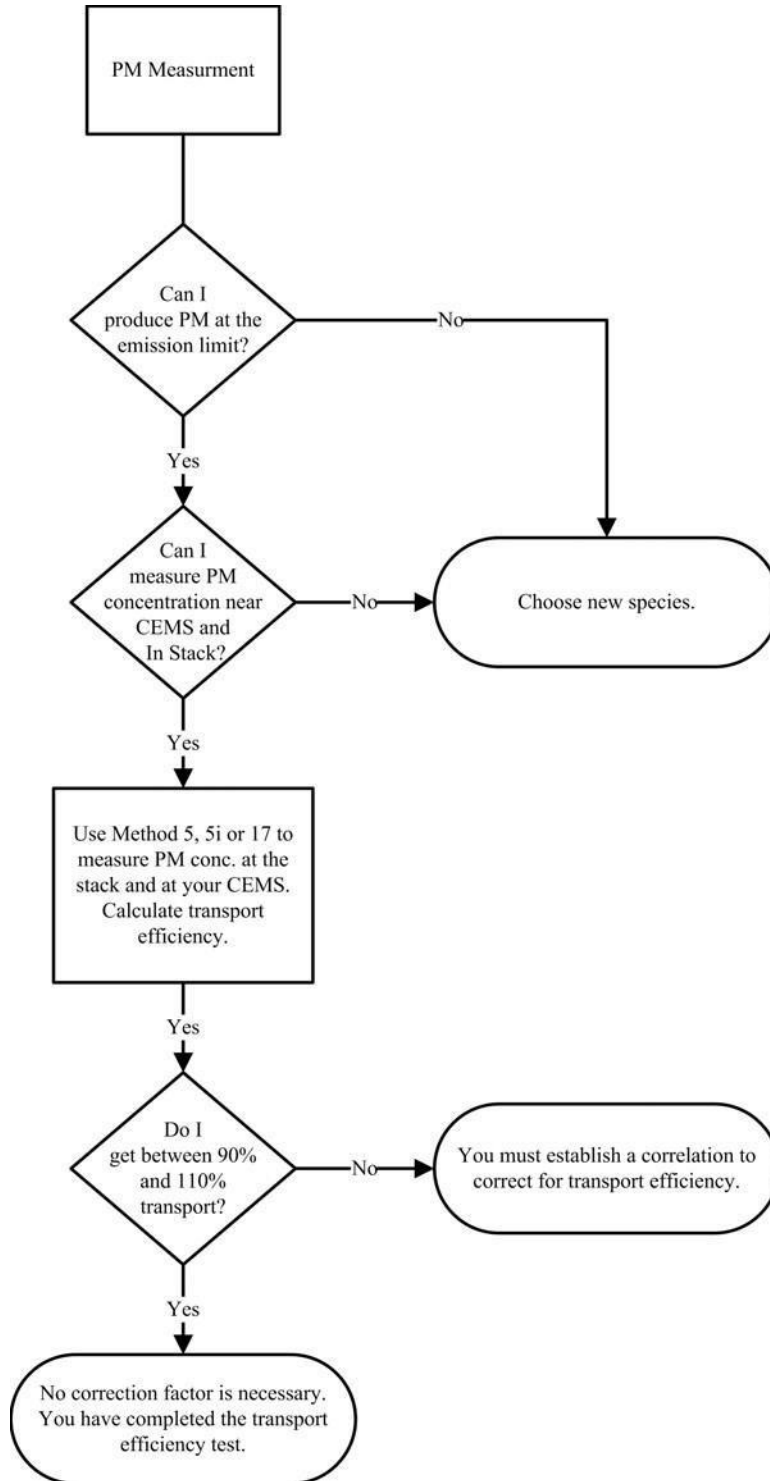 PM Measurment
Can I
produce PM at the
emission limit?
No
Yes
Can I
measure PM
concentration near
CEMS and
In Stack?
No
Choose new species.
Yes
Use Method 5, 5i or 17 to
measure PM conc. at the
stack and at your CEMS.
Calculate transport
efficiency.
Yes
Do I
get between 90%
and 110%
transport?
No
You must establish a correlation to
correct for transport efficiency.
Yes
No correction factor is necessary.
You have completed the transport
efficiency test.